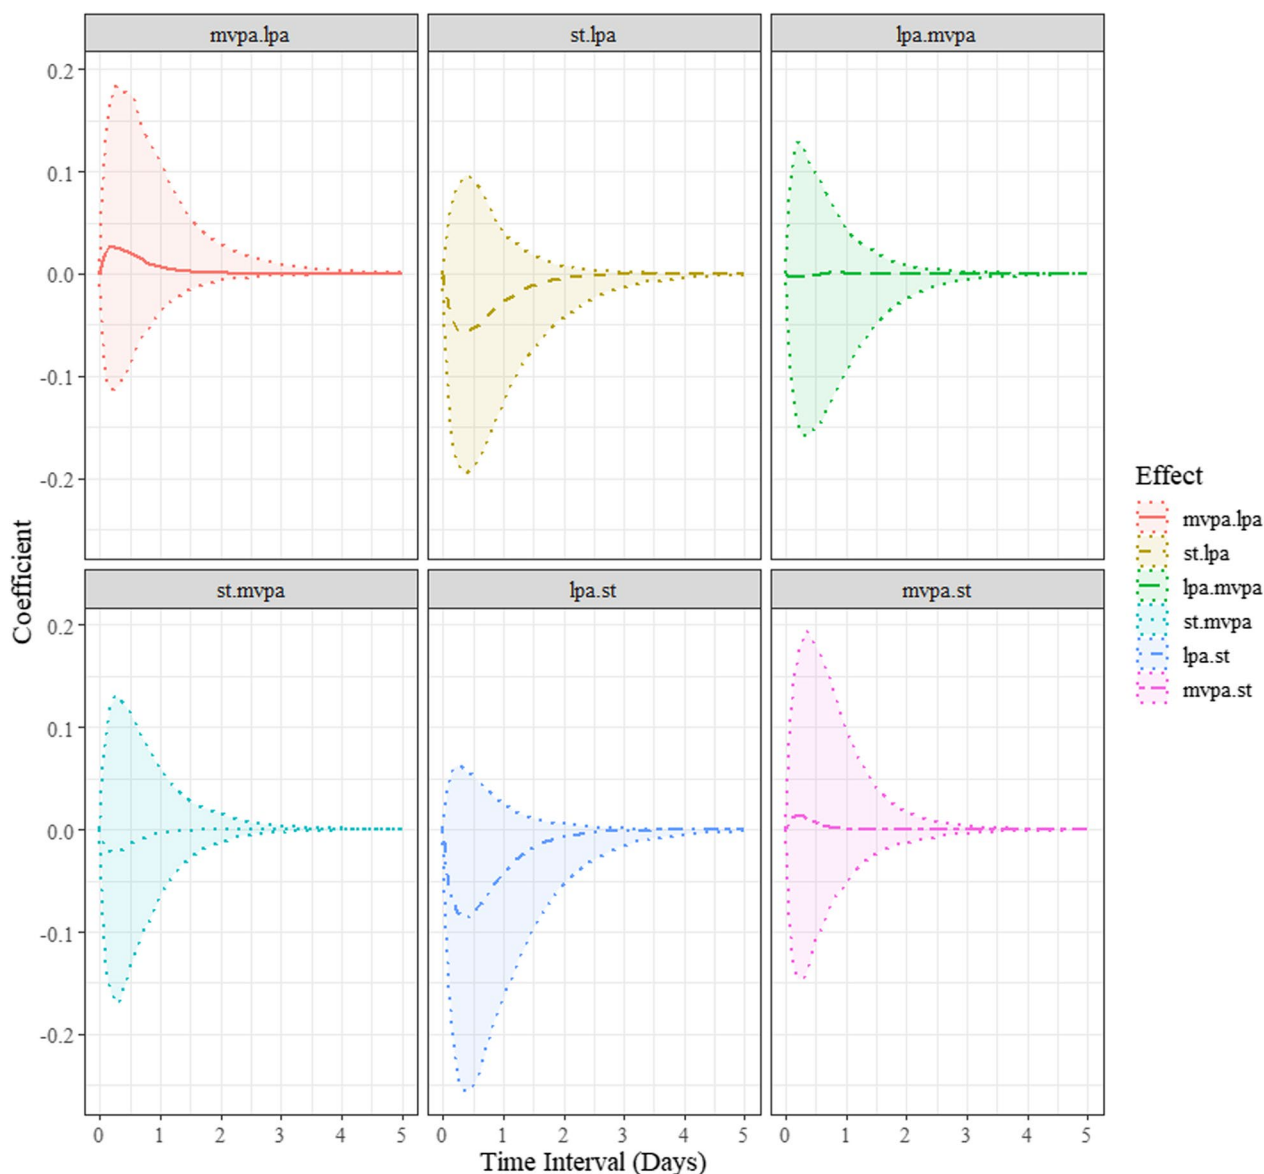 mvpa.lpa st.lpa lpa.mvpa
0.2
0.1
0.0
-0.1
-0.2
st.mvpa lpa.st mvpa.st
0.2
0.1
0.0
-0.1
-0.2
0 1 2 3 4 5 0 1 2 3 4 5 0 1 2 3 4 5
Time Interval (Days)
Coefficient
Effect
mvpa.lpa
st.lpa
lpa.mvpa
st.mvpa
lpa.st
mvpa.st